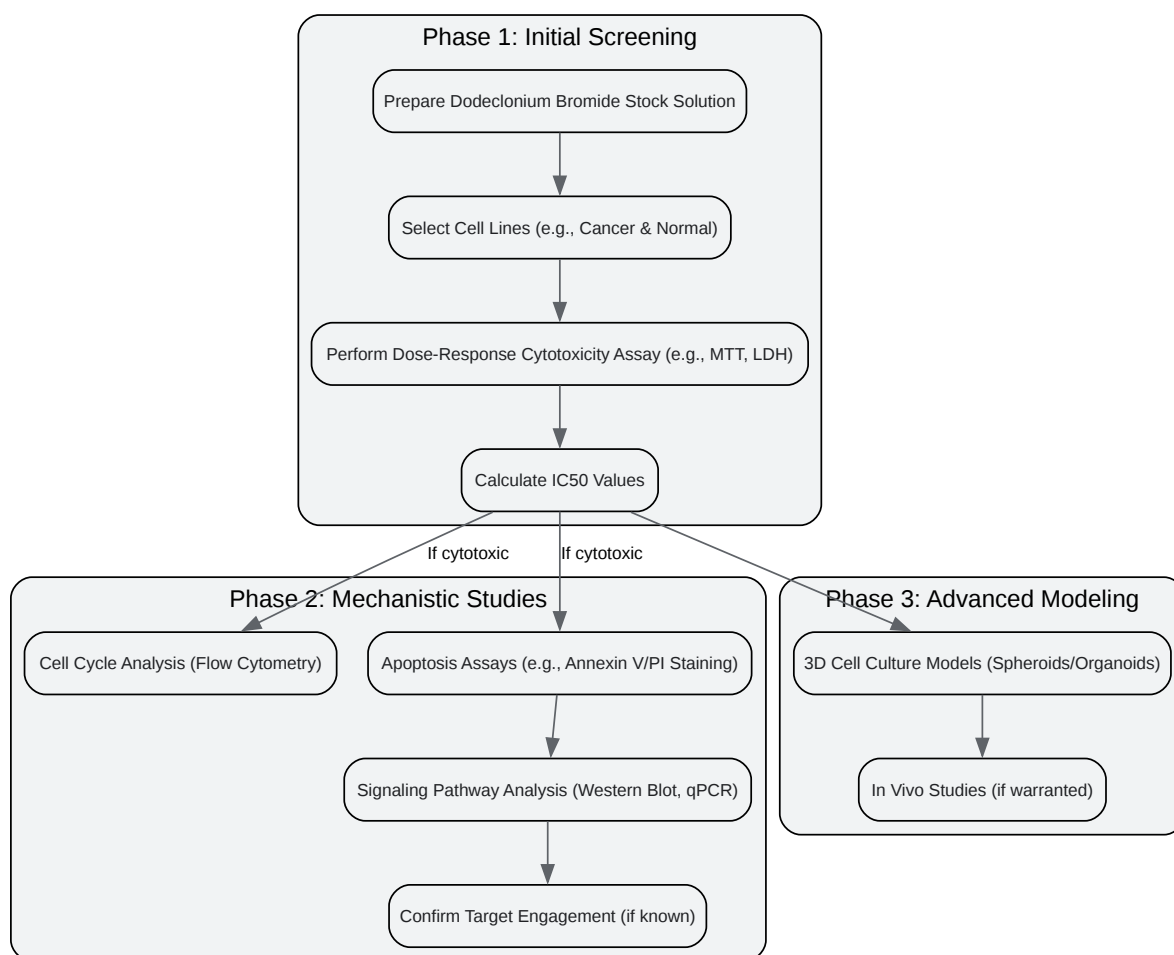 Phase 1: Initial Screening
Prepare Dodeclonium Bromide Stock Solution
Select Cell Lines (e.g., Cancer & Normal)
Perform Dose-Response Cytotoxicity Assay (e.g., MTT, LDH)
Calculate IC50 Values
If cytotoxic
If cytotoxic
Phase 2: Mechanistic Studies
Cell Cycle Analysis (Flow Cytometry)
Apoptosis Assays (e.g., Annexin V/PI Staining)
Signaling Pathway Analysis (Western Blot, qPCR)
Confirm Target Engagement (if known)
Phase 3: Advanced Modeling
3D Cell Culture Models (Spheroids/Organoids)
In Vivo Studies (if warranted)